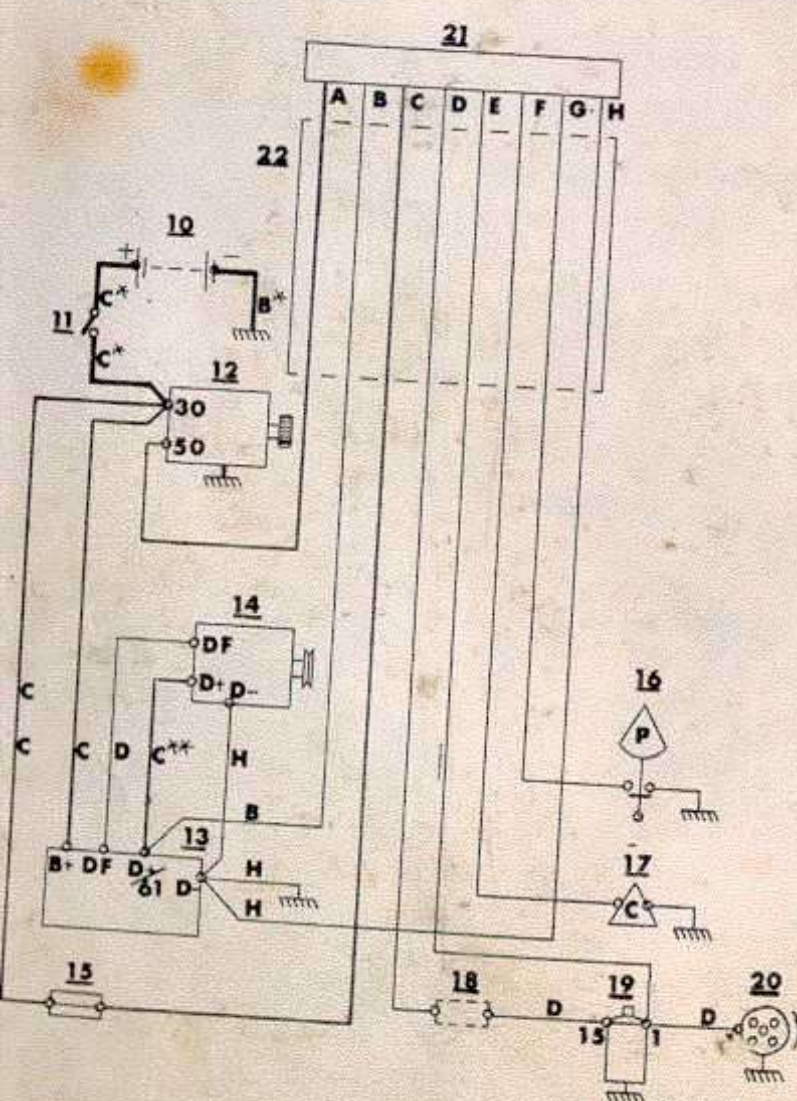 21
A B C D E F G H
22
10
+ −
C*
11
B*
C*
12
30
50
14
DF
D+ D−
16
P
C
C C D C** H
B
13
B+ DF D+/61 D-
H
H
17
C
15
18
19
20
D
D
15 1